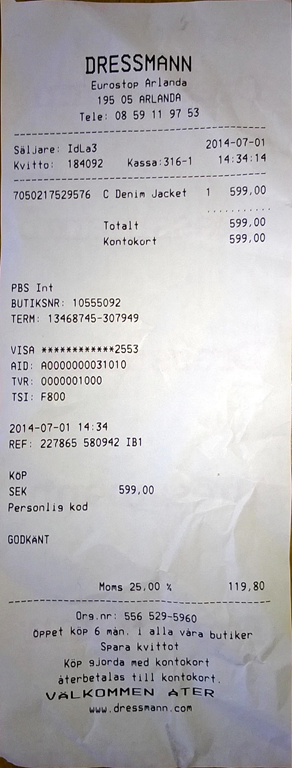 DRESSMANN
Eurostop Arlanda
195 05 ARLANDA
Tele: 08 59 11 97 53
Säljare: IdLa3 2014-07-01
Kvitto: 184092 Kassa:316-1 14:34:14
7050217529576 C Denim Jacket 1 599,00
Totalt 599,00
Kontokort 599,00
PBS Int
BUTIKSNR: 10555092
TERM: 13468745-307949
VISA ************2553
AID: A0000000031010
TVR: 0000001000
TSI: F800
2014-07-01 14:34
REF: 227865 580942 IB1
KÖP
SEK 599,00
Personlig kod
GODKÄNT
Moms 25,00 % 119,80
Org.nr: 556 529-5960
Öppet köp 6 mån. i alla våra butiker
Spara kvittot
Köp gjorda med kontokort
återbetalas till kontokort.
VÄLKOMMEN ÅTER
www.dressmann.com